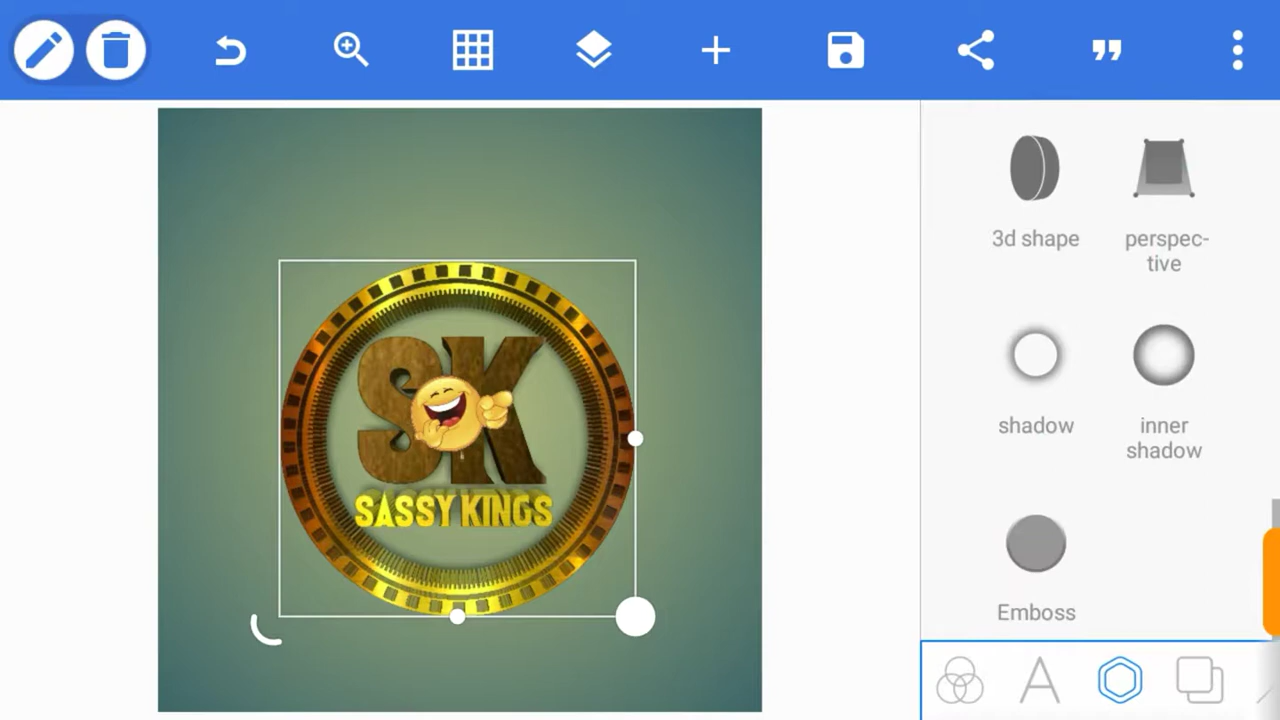 3d shape
perspec-
tive
shadow
inner
shadow
Emboss
SK
SASSY KINGS